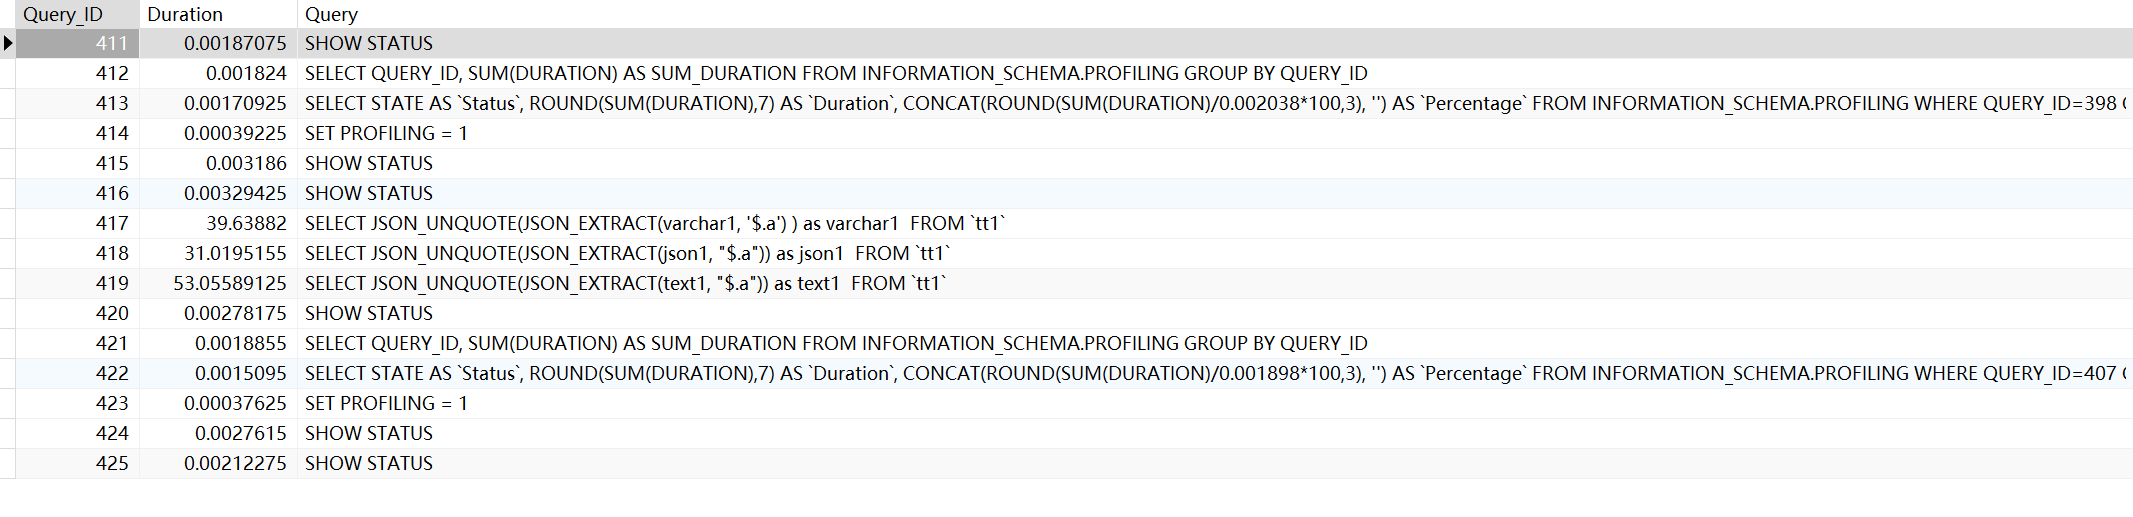 Query_ID Duration Query
411 0.00187075 SHOW STATUS
412 0.001824 SELECT QUERY_ID, SUM(DURATION) AS SUM_DURATION FROM INFORMATION_SCHEMA.PROFILING GROUP BY QUERY_ID
413 0.00170925 SELECT STATE AS `Status`, ROUND(SUM(DURATION),7) AS `Duration`, CONCAT(ROUND(SUM(DURATION)/0.002038*100,3), '') AS `Percentage` FROM INFORMATION_SCHEMA.PROFILING WHERE QUERY_ID=398
414 0.00039225 SET PROFILING = 1
415 0.003186 SHOW STATUS
416 0.00329425 SHOW STATUS
417 39.63882 SELECT JSON_UNQUOTE(JSON_EXTRACT(varchar1, '$.a') ) as varchar1  FROM `tt1`
418 31.0195155 SELECT JSON_UNQUOTE(JSON_EXTRACT(json1, "$.a")) as json1  FROM `tt1`
419 53.05589125 SELECT JSON_UNQUOTE(JSON_EXTRACT(text1, "$.a")) as text1  FROM `tt1`
420 0.00278175 SHOW STATUS
421 0.0018855 SELECT QUERY_ID, SUM(DURATION) AS SUM_DURATION FROM INFORMATION_SCHEMA.PROFILING GROUP BY QUERY_ID
422 0.0015095 SELECT STATE AS `Status`, ROUND(SUM(DURATION),7) AS `Duration`, CONCAT(ROUND(SUM(DURATION)/0.001898*100,3), '') AS `Percentage` FROM INFORMATION_SCHEMA.PROFILING WHERE QUERY_ID=407
423 0.00037625 SET PROFILING = 1
424 0.0027615 SHOW STATUS
425 0.00212275 SHOW STATUS